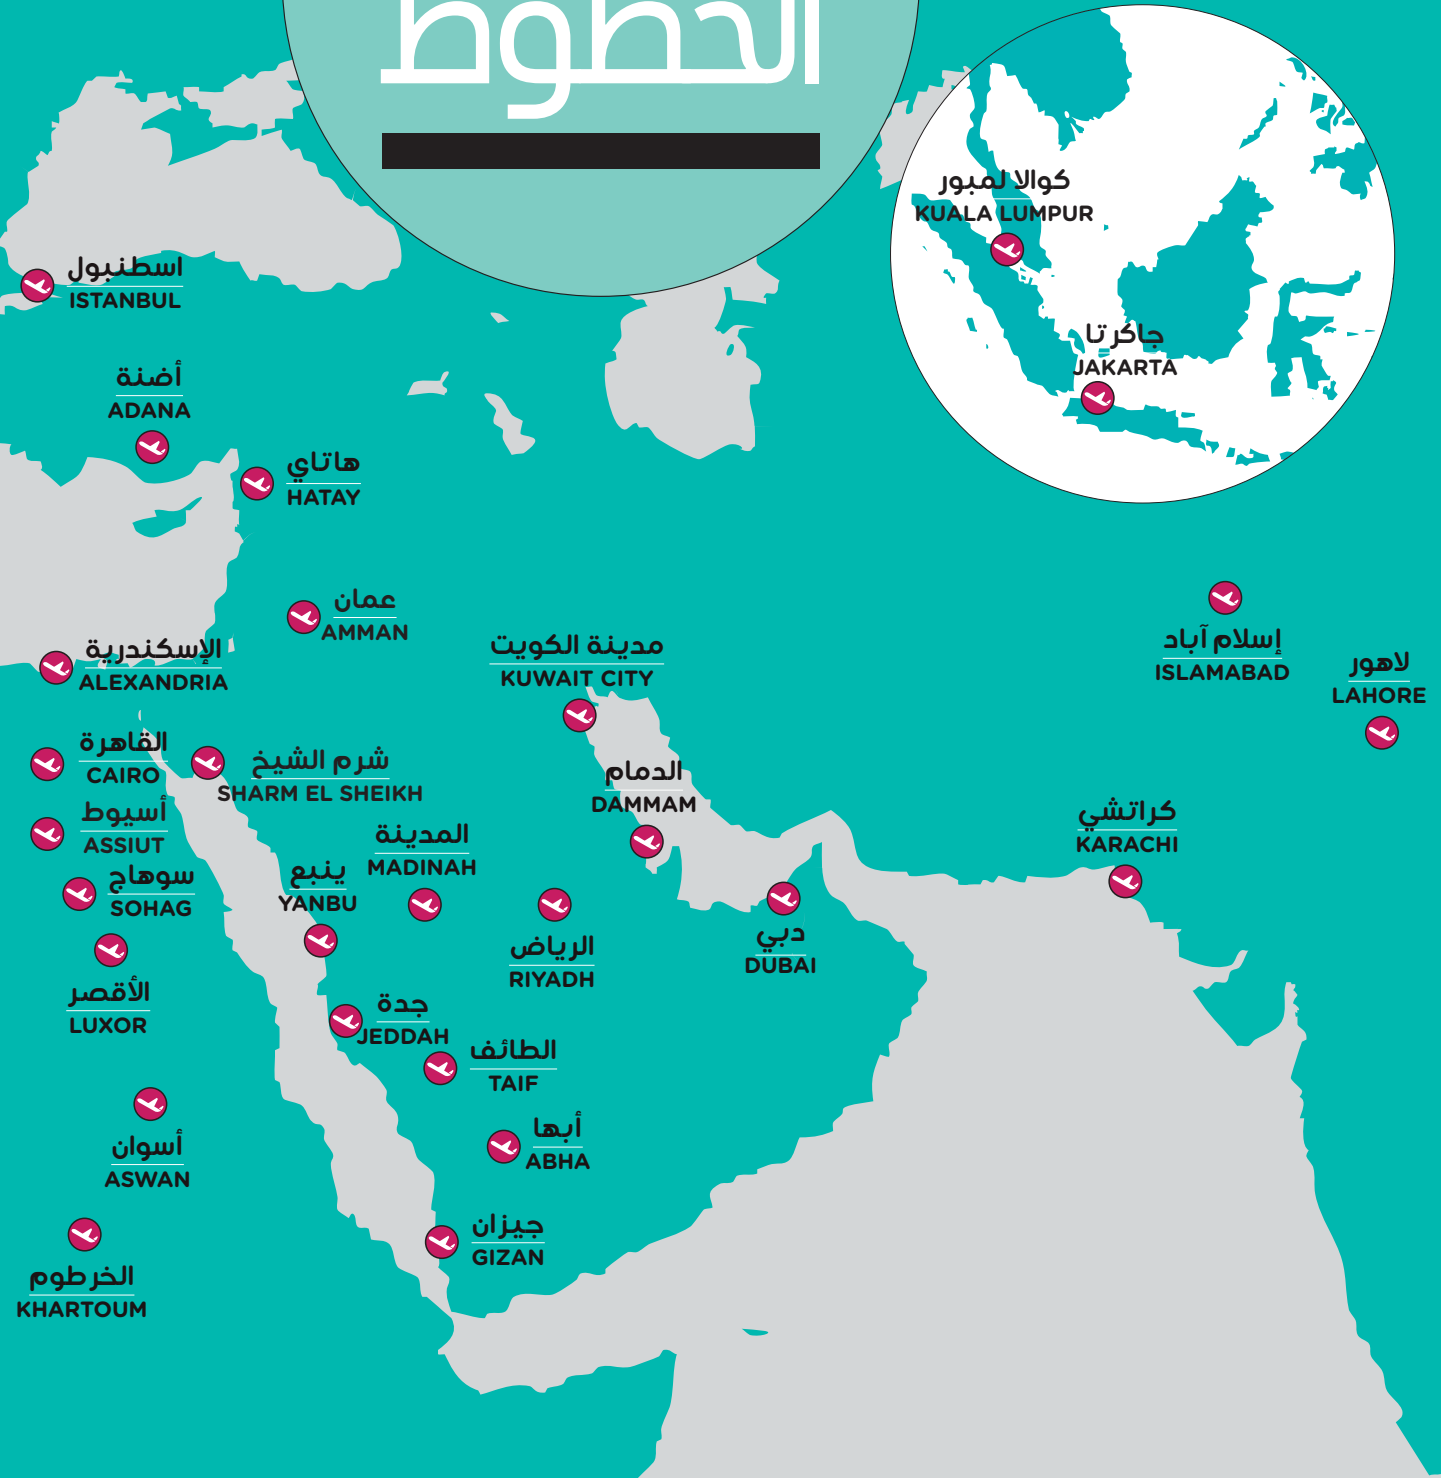 الخطوط
كوالا لمبور
KUALA LUMPUR
جاكرتا
JAKARTA
اسطنبول
ISTANBUL
أضنة
ADANA
هاتاي
HATAY
عمان
AMMAN
الإسكندرية
ALEXANDRIA
مدينة الكويت
KUWAIT CITY
إسلام آباد
ISLAMABAD
لاهور
LAHORE
القاهرة
CAIRO
شرم الشيخ
SHARM EL SHEIKH
الدمام
DAMMAM
كراتشي
KARACHI
أسيوط
ASSIUT
المدينة
MADINAH
ينبع
YANBU
سوهاج
SOHAG
الرياض
RIYADH
دبي
DUBAI
الأقصر
LUXOR
جدة
JEDDAH
الطائف
TAIF
أبها
ABHA
أسوان
ASWAN
جيزان
GIZAN
الخرطوم
KHARTOUM